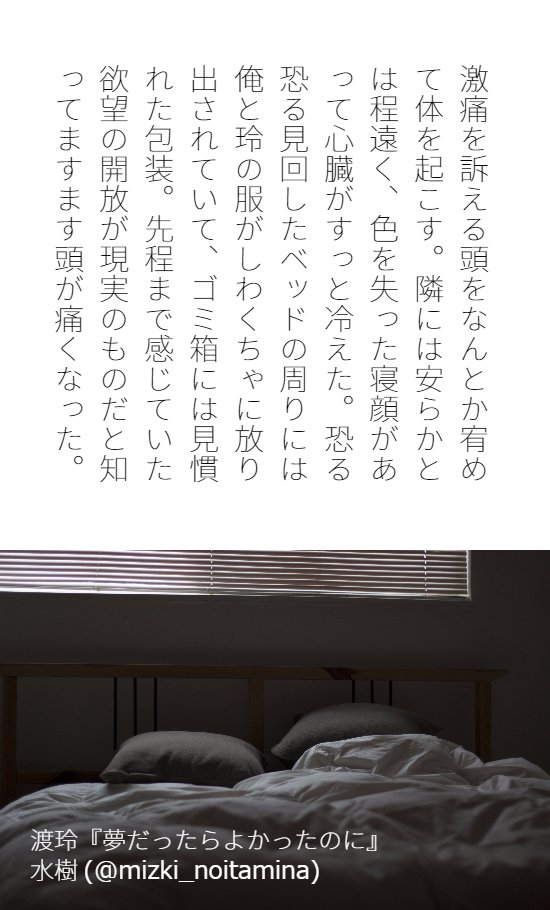 激痛を訴える頭をなんとか宥め
て体を起こす。隣には安らかと
は程遠く、色を失った寝顔があ
って心臓がすっと冷えた。恐る
恐る見回したベッドの周りには
俺と玲の服がしわくちゃに放り
出されていて、ゴミ箱には見慣
れた包装。先程まで感じていた
欲望の開放が現実のものだと知
ってますます頭が痛くなった。
渡玲『夢だったらよかったのに』
水樹 (@mizki_noitamina)